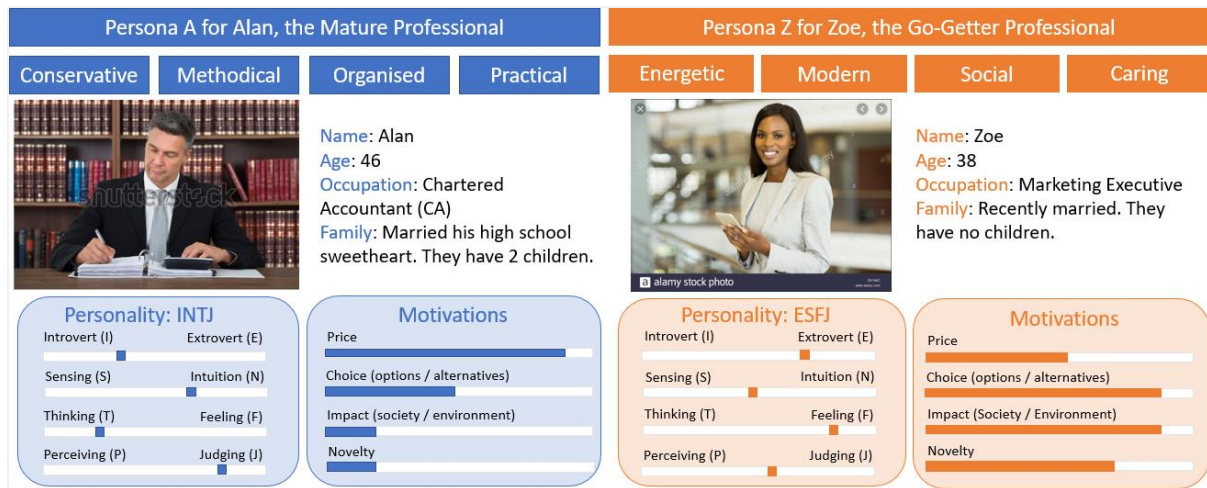 Persona A for Alan, the Mature Professional
Conservative
Methodical
Organised
Practical
shutterstock
Name: Alan
Age: 46
Occupation: Chartered
Accountant (CA)
Family: Married his high school
sweetheart. They have 2 children.
Personality: INTJ
Introvert (I) Extrovert (E)
Sensing (S) Intuition (N)
Thinking (T) Feeling (F)
Perceiving (P) Judging (J)
Motivations
Price
Choice (options / alternatives)
Impact (society / environment)
Novelty
Persona Z for Zoe, the Go-Getter Professional
Energetic
Modern
Social
Caring
alamy
a alamy stock photo
Name: Zoe
Age: 38
Occupation: Marketing Executive
Family: Recently married. They
have no children.
Personality: ESFJ
Introvert (I) Extrovert (E)
Sensing (S) Intuition (N)
Thinking (T) Feeling (F)
Perceiving (P) Judging (J)
Motivations
Price
Choice (options / alternatives)
Impact (Society / Environment)
Novelty